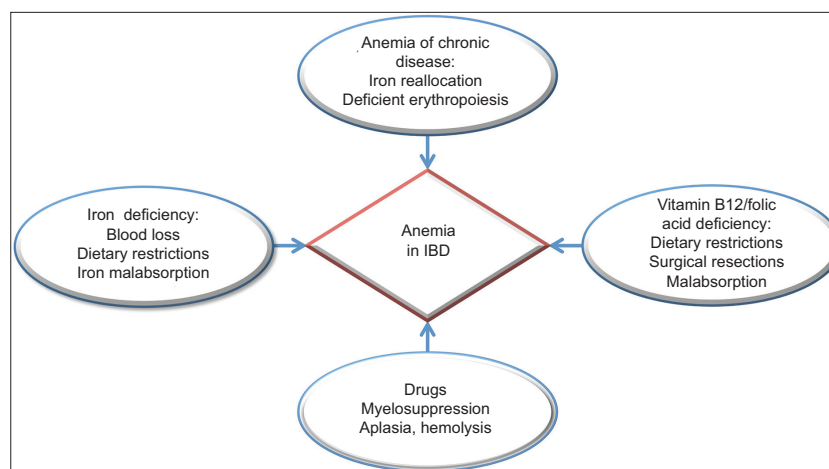 Anemia of chronic
disease:
Iron reallocation
Deficient erythropoiesis
Iron deficiency:
Blood loss
Dietary restrictions
Iron malabsorption
Anemia
in IBD
Vitamin B12/folic
acid deficiency:
Dietary restrictions
Surgical resections
Malabsorption
Drugs
Myelosuppression
Aplasia, hemolysis